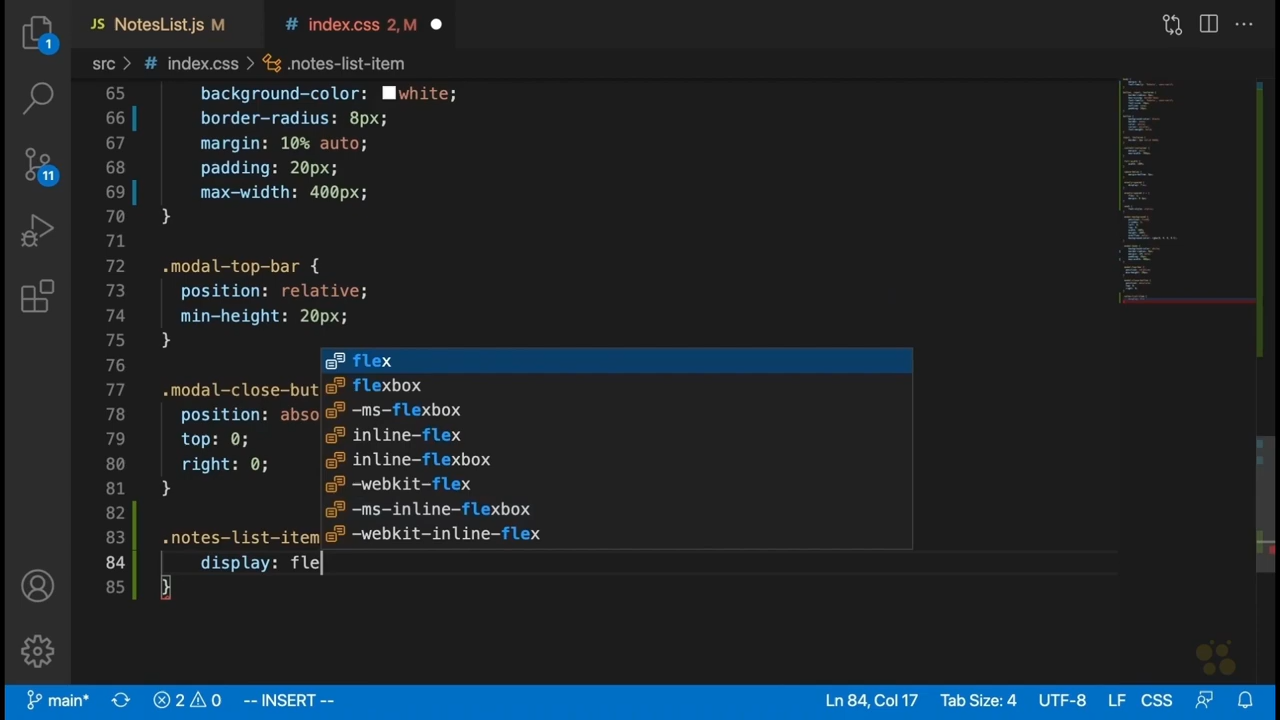 JS NotesList.js M # index.css 2, M
src > # index.css > .notes-list-item
65 background-color: white;
66 border-radius: 8px;
67 margin: 10% auto;
68 padding: 20px;
69 max-width: 400px;
70 }
71
72 .modal-top-bar {
73 position: relative;
74 min-height: 20px;
75 }
76
77 .modal-close-but
78 position: abso
79 top: 0;
80 right: 0;
81 }
82
83 .notes-list-item
84 display: fle
85 }
flex
flexbox
-ms-flexbox
inline-flex
inline-flexbox
-webkit-flex
-ms-inline-flexbox
-webkit-inline-flex
1
11
main* 2 0 -- INSERT -- Ln 84, Col 17 Tab Size: 4 UTF-8 LF CSS